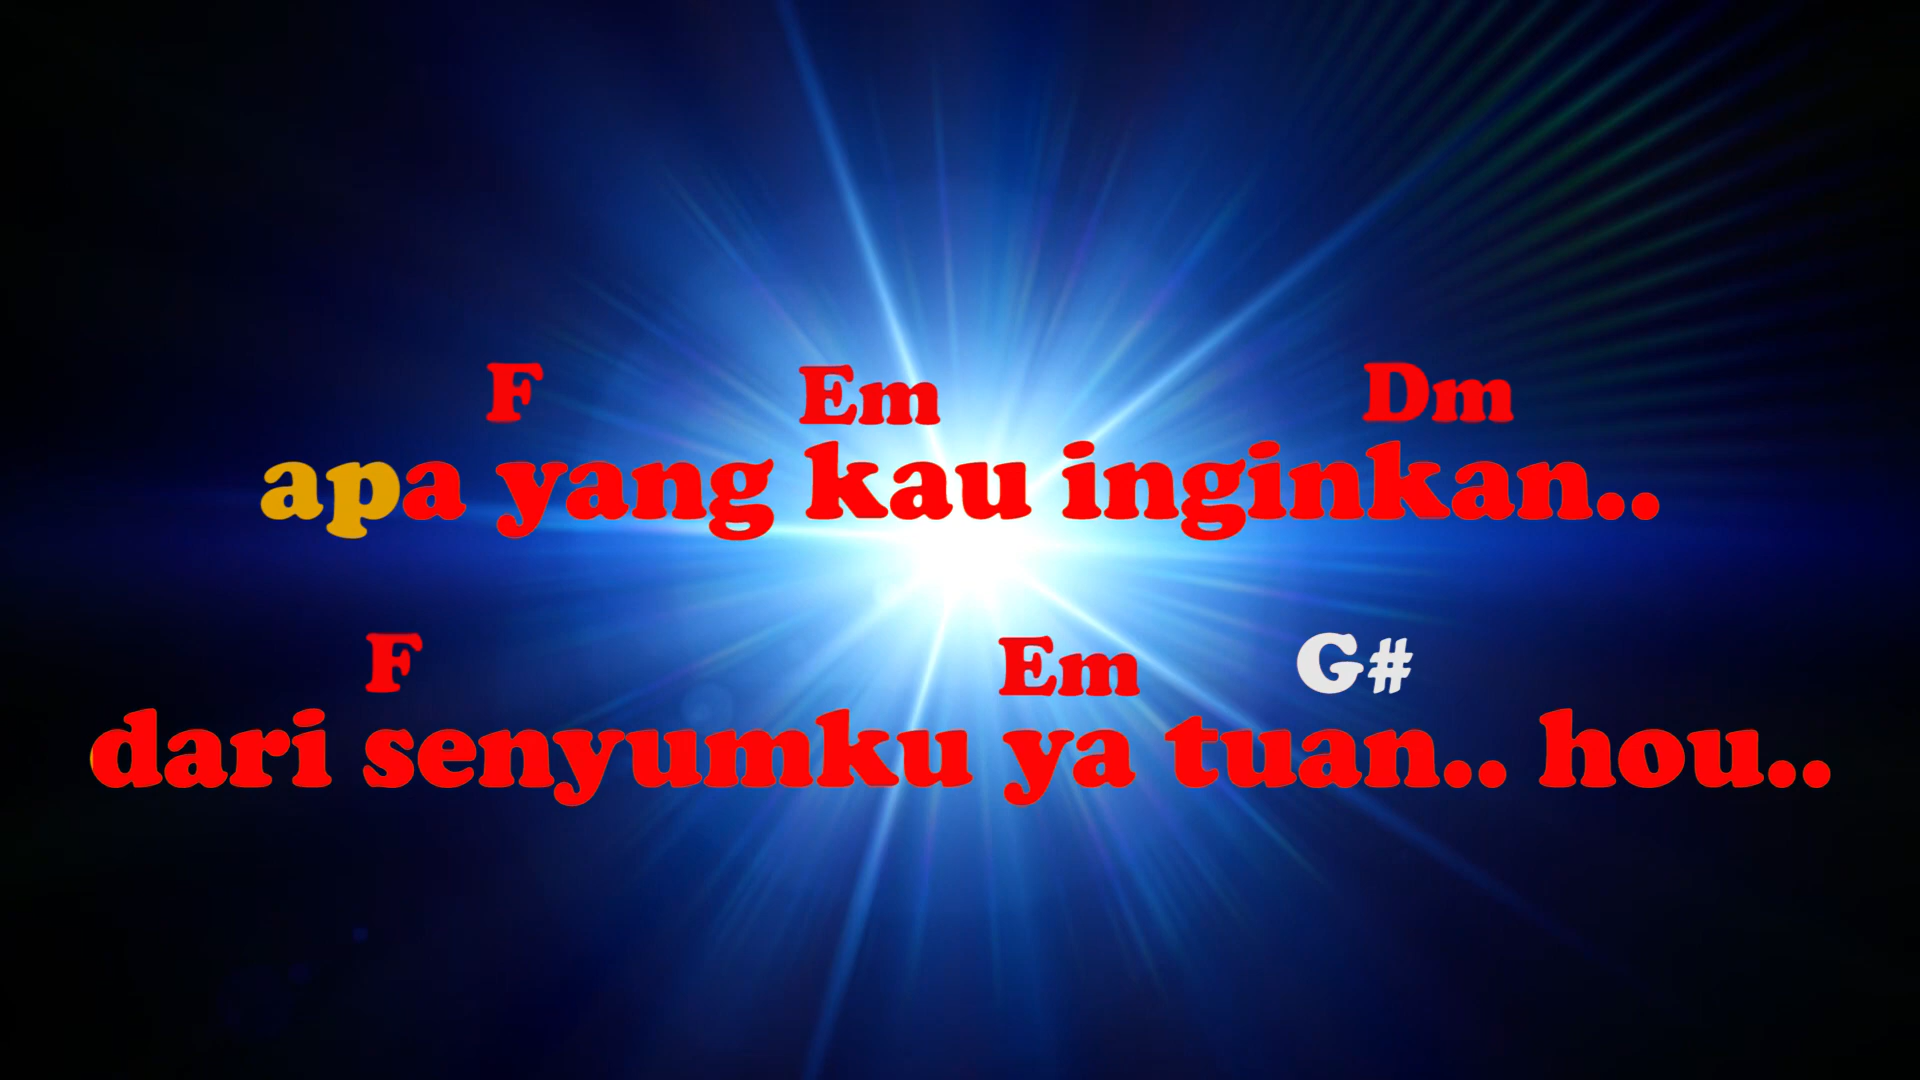 F Em Dm
apa yang kau inginkan..
F Em G#
dari senyumku ya tuan.. hou..